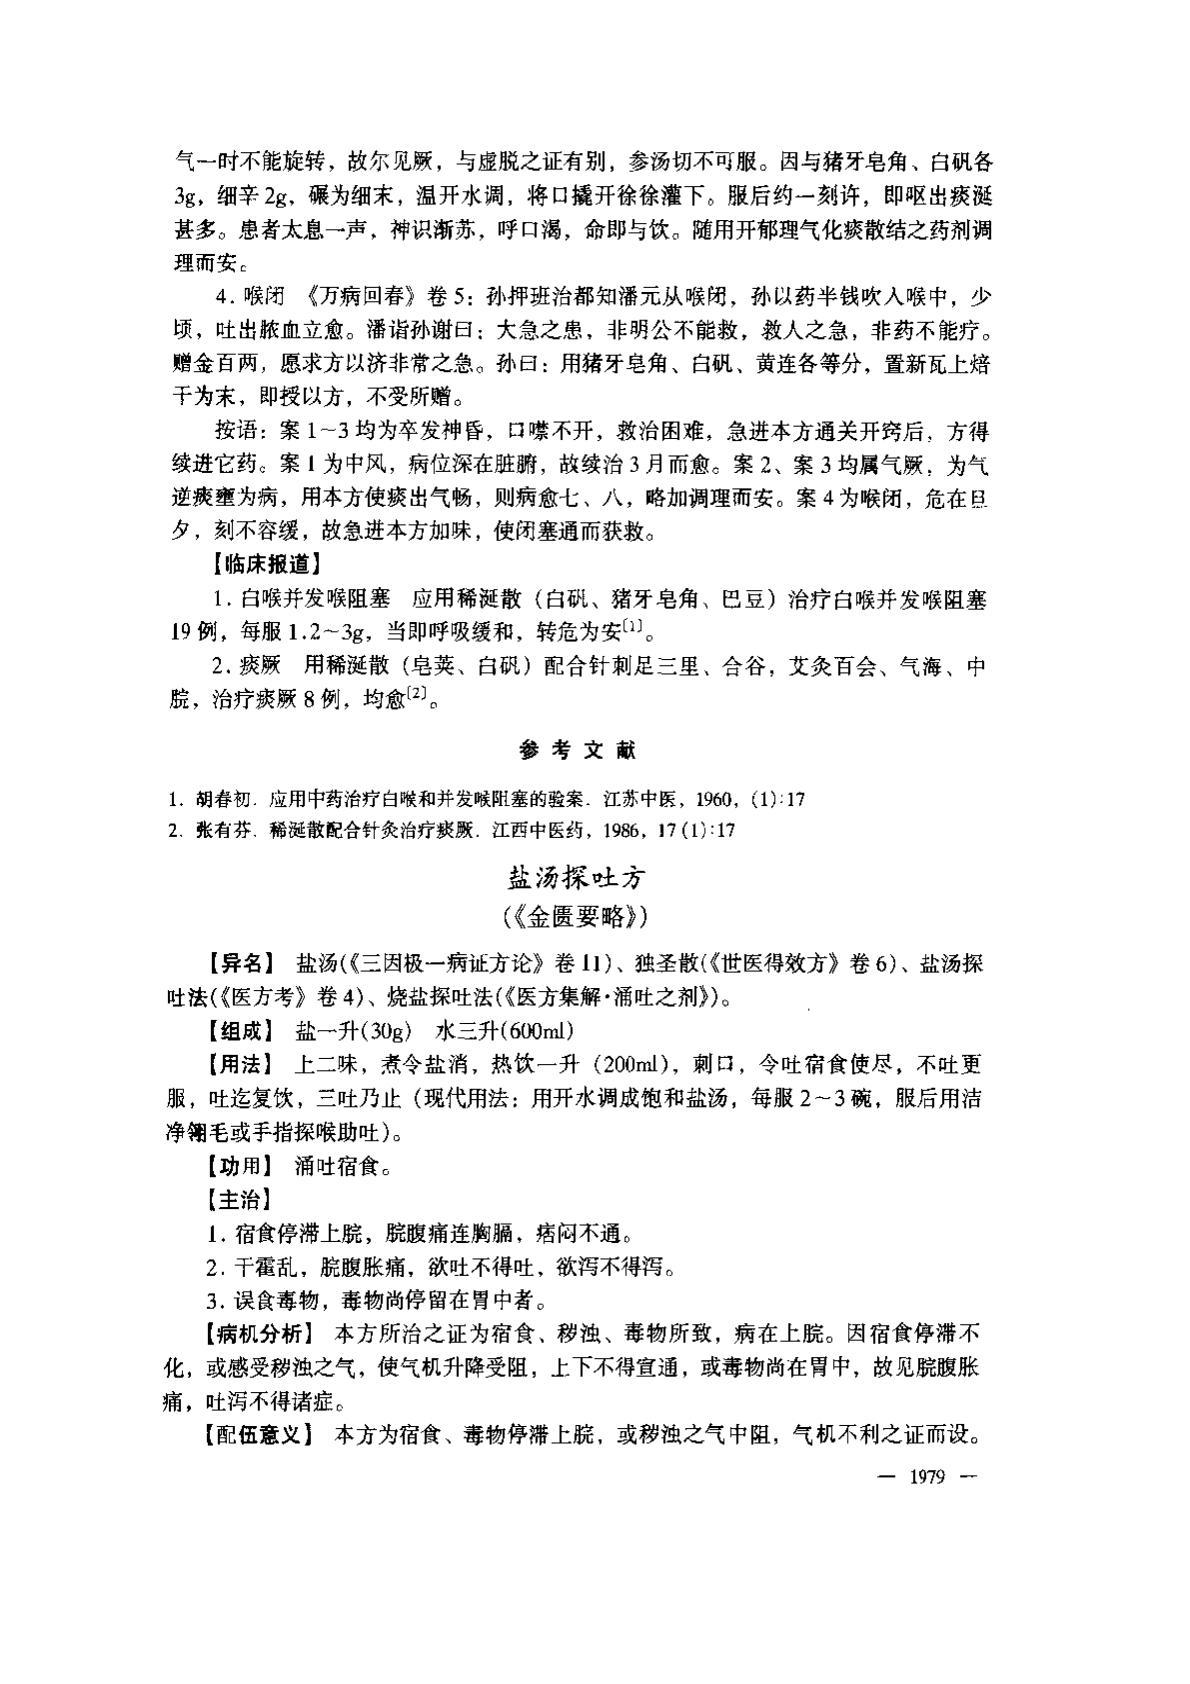 气一时不能旋转，故尔见厥，与虚脱之证有别，参汤切不可服。因与猪牙皂角、白矾各
3g，细辛 2g，碾为细末，温开水调，将口撬开徐徐灌下。服后约一刻许，即呕出痰涎
甚多。患者太息一声，神识渐苏，呼口渴，命即与饮。随用开郁理气化痰散结之药剂调
理而安。
4. 喉闭　《万病回春》卷 5：孙押班治都知潘元从喉闭，孙以药半钱吹入喉中，少
顷，吐出脓血立愈。潘诣孙谢曰：大急之患，非明公不能救，救人之急，非药不能疗。
赠金百两，愿求方以济非常之急。孙曰：用猪牙皂角、白矾、黄连各等分，置新瓦上焙
干为末，即授以方，不受所赠。
按语：案 1～3 均为卒发神昏，口噤不开，救治困难，急进本方通关开窍后，方得
续进它药。案 1 为中风，病位深在脏腑，故续治 3 月而愈。案 2、案 3 均属气厥，为气
逆痰壅为病，用本方使痰出气畅，则病愈七、八，略加调理而安。案 4 为喉闭，危在旦
夕，刻不容缓，故急进本方加味，使闭塞通而获救。
【临床报道】
1. 白喉并发喉阻塞　应用稀涎散（白矾、猪牙皂角、巴豆）治疗白喉并发喉阻塞
19 例，每服 1.2～3g，当即呼吸缓和，转危为安〔1〕。
2. 痰厥　用稀涎散（皂荚、白矾）配合针刺足三里、合谷，艾灸百会、气海、中
脘，治疗痰厥 8 例，均愈〔2〕。
参 考 文 献
1. 胡春初. 应用中药治疗白喉和并发喉阻塞的验案. 江苏中医，1960，(1):17
2. 张有芬. 稀涎散配合针灸治疗痰厥. 江西中医药，1986，17 (1):17
盐汤探吐方
(《金匮要略》)
【异名】　盐汤(《三因极一病证方论》卷 11)、独圣散(《世医得效方》卷 6)、盐汤探
吐法(《医方考》卷 4)、烧盐探吐法(《医方集解·涌吐之剂》)。
【组成】　盐一升(30g)　水三升(600ml)
【用法】　上二味，煮令盐消，热饮一升（200ml)，刺口，令吐宿食使尽，不吐更
服，吐迄复饮，三吐乃止（现代用法：用开水调成饱和盐汤，每服 2～3 碗，服后用洁
净翎毛或手指探喉助吐)。
【功用】　涌吐宿食。
【主治】
1. 宿食停滞上脘，脘腹痛连胸膈，痞闷不通。
2. 干霍乱，脘腹胀痛，欲吐不得吐，欲泻不得泻。
3. 误食毒物，毒物尚停留在胃中者。
【病机分析】　本方所治之证为宿食、秽浊、毒物所致，病在上脘。因宿食停滞不
化，或感受秽浊之气，使气机升降受阻，上下不得宣通，或毒物尚在胃中，故见脘腹胀
痛，吐泻不得诸症。
【配伍意义】　本方为宿食、毒物停滞上脘，或秽浊之气中阻，气机不利之证而设。
— 1979 —